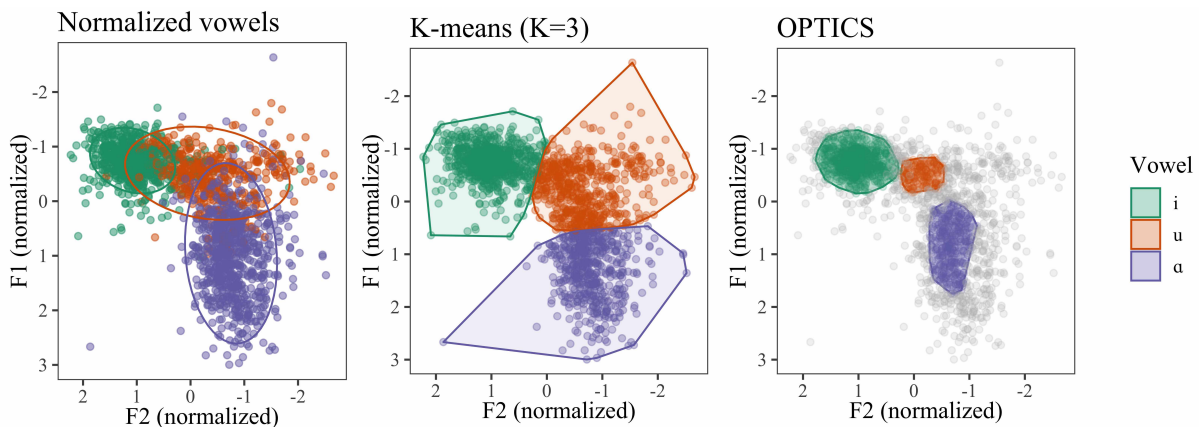 Normalized vowels
K-means (K=3)
OPTICS
F1 (normalized)
-2
-1
0
1
2
3
2
1
0
-1
-2
F2 (normalized)
F1 (normalized)
-2
-1
0
1
2
3
2
1
0
-1
-2
F2 (normalized)
F1 (normalized)
-2
-1
0
1
2
3
2
1
0
-1
-2
F2 (normalized)
Vowel
i
u
ɑ